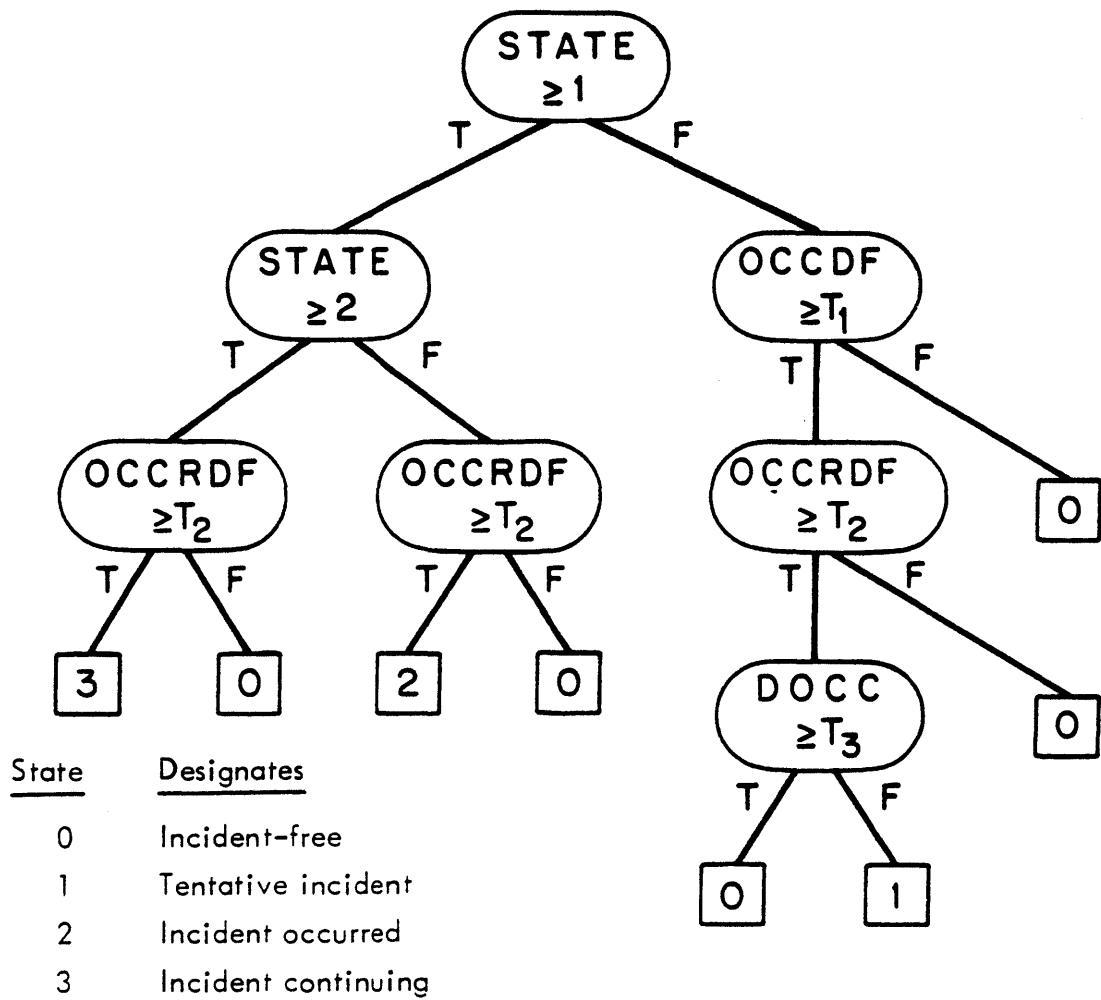 STATE
≥1
T F
STATE
≥2
OCCDF
≥T1
T F
T F
OCCRDF
≥T2
OCCRDF
≥T2
OCCRDF
≥T2
0
T F
T F
T F
3
0
2
0
DOCC
≥T3
0
T F
0
1
State Designates
0 Incident-free
1 Tentative incident
2 Incident occurred
3 Incident continuing